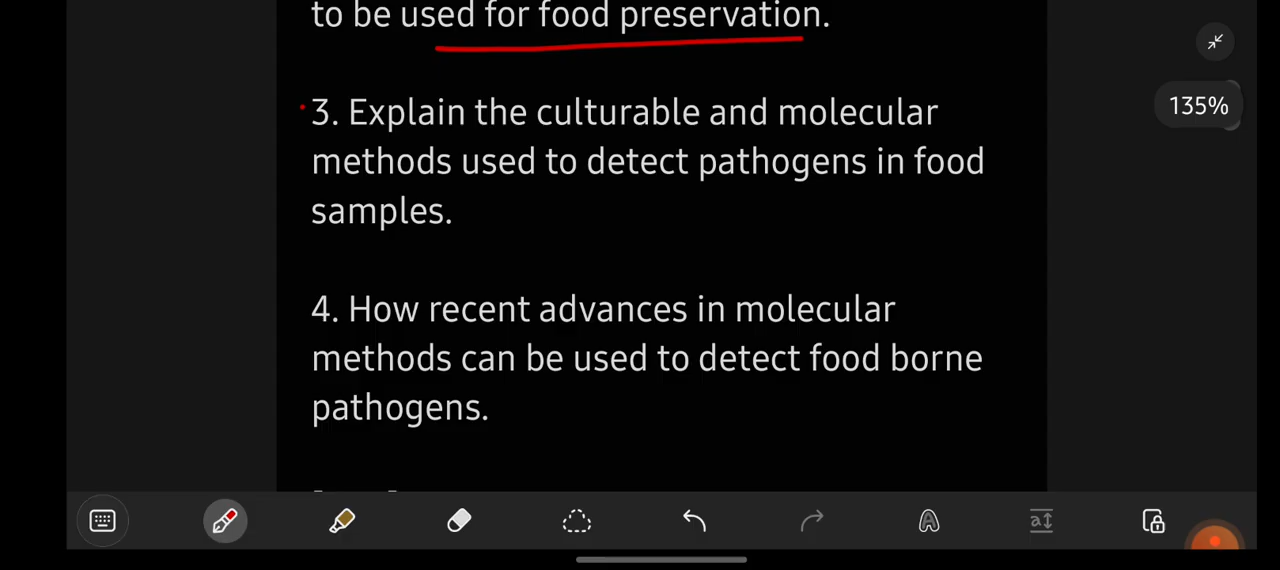 to be used for food preservation.
135%
3. Explain the culturable and molecular
methods used to detect pathogens in food
samples.
4. How recent advances in molecular
methods can be used to detect food borne
pathogens.